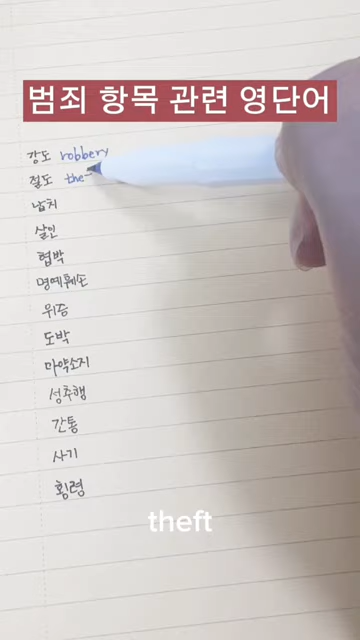 범죄 항목 관련 영단어
강도 robbery
절도 the
납치
살인
협박
명예훼손
위증
도박
마약소지
성추행
간통
사기
횡령
theft